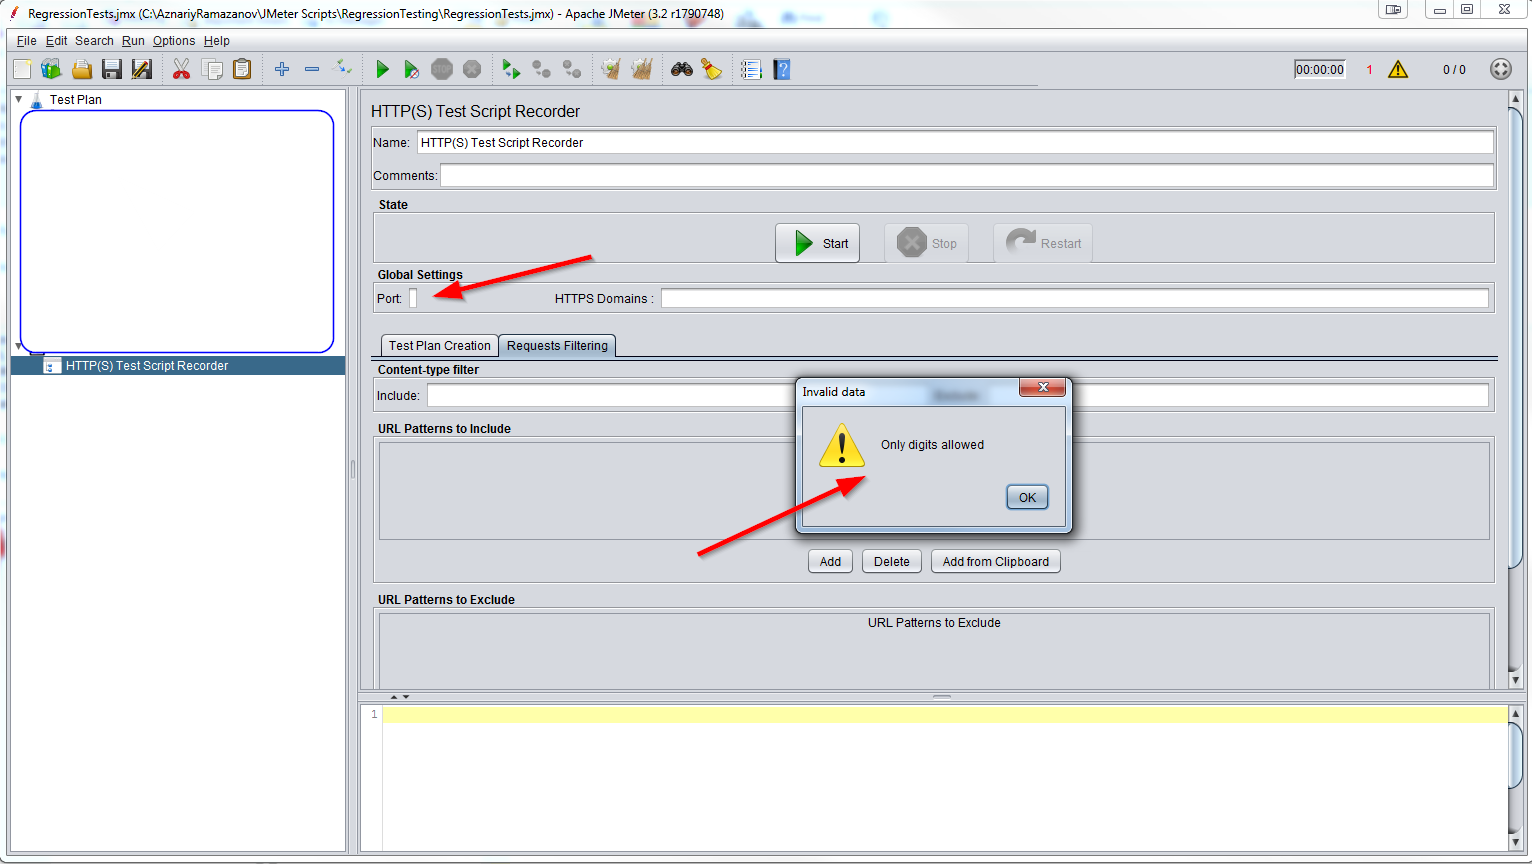 RegressionTests.jmx (C:\AznariyRamazanov\JMeter Scripts\RegressionTesting\RegressionTests.jmx) - Apache JMeter (3.2 r1790748)
File Edit Search Run Options Help
STOP
00:00:00 1 0 / 0
Test Plan
HTTP(S) Test Script Recorder
HTTP(S) Test Script Recorder
Name: HTTP(S) Test Script Recorder
Comments:
State
Start Stop Restart
Global Settings
Port: HTTPS Domains :
Test Plan Creation Requests Filtering
Content-type filter
Include:
Invalid data
Only digits allowed
OK
URL Patterns to Include
Add Delete Add from Clipboard
URL Patterns to Exclude
URL Patterns to Exclude
1